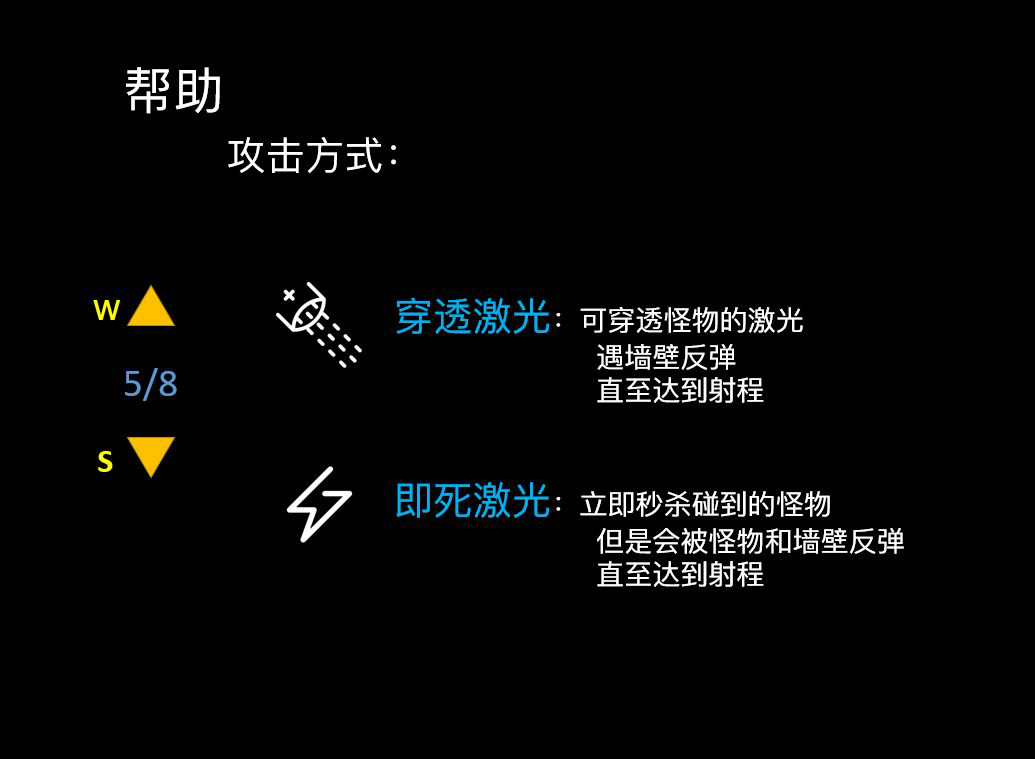 帮助
攻击方式：
W
5/8
S
穿透激光：可穿透怪物的激光
遇墙壁反弹
直至达到射程
即死激光：立即秒杀碰到的怪物
但是会被怪物和墙壁反弹
直至达到射程